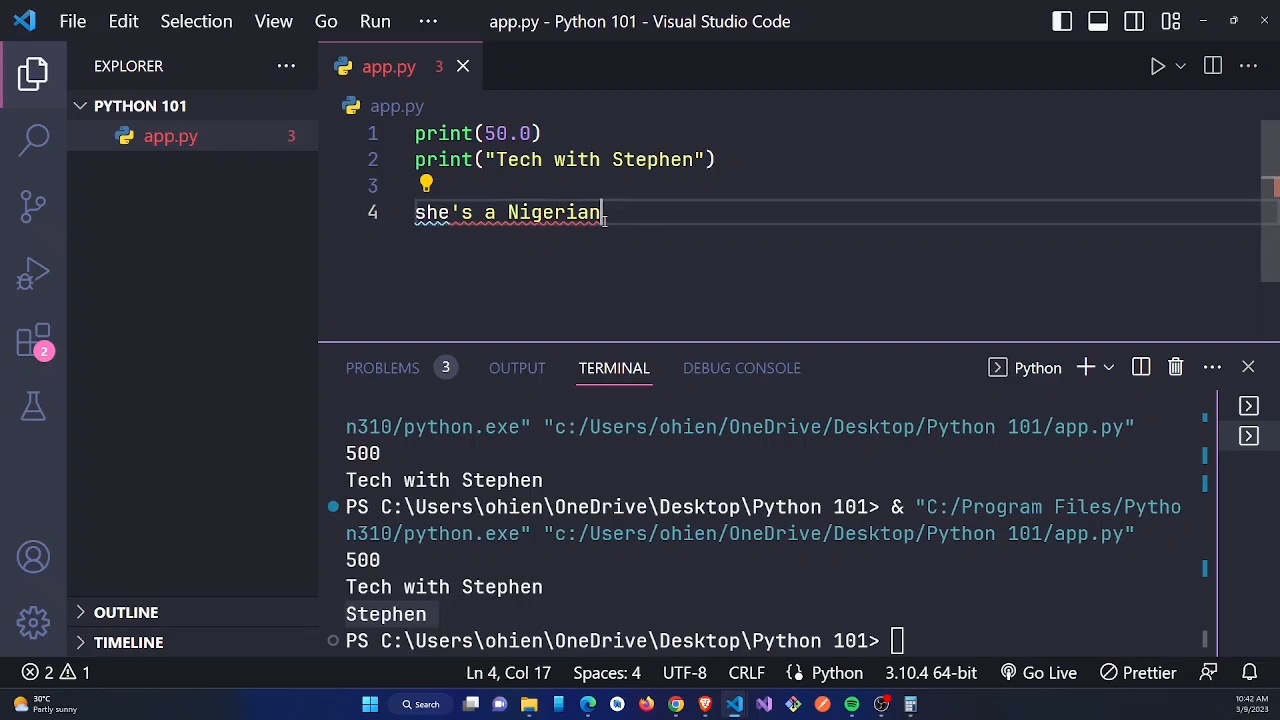 File Edit Selection View Go Run ··· app.py - Python 101 - Visual Studio Code
EXPLORER ···
app.py 3
PYTHON 101
app.py 3
app.py
1 print(50.0)
2 print("Tech with Stephen")
3
4 she's a Nigerian
PROBLEMS 3 OUTPUT TERMINAL DEBUG CONSOLE Python
n310/python.exe" "c:/Users/ohien/OneDrive/Desktop/Python 101/app.py"
500
Tech with Stephen
PS C:\Users\ohien\OneDrive\Desktop\Python 101> & "C:/Program Files/Pytho
n310/python.exe" "c:/Users/ohien/OneDrive/Desktop/Python 101/app.py"
500
Tech with Stephen
Stephen
PS C:\Users\ohien\OneDrive\Desktop\Python 101>
2
OUTLINE
TIMELINE
2 1 Ln 4, Col 17 Spaces: 4 UTF-8 CRLF Python 3.10.4 64-bit Go Live Prettier
30°C
Partly sunny
Search
10:42 AM
3/9/2023